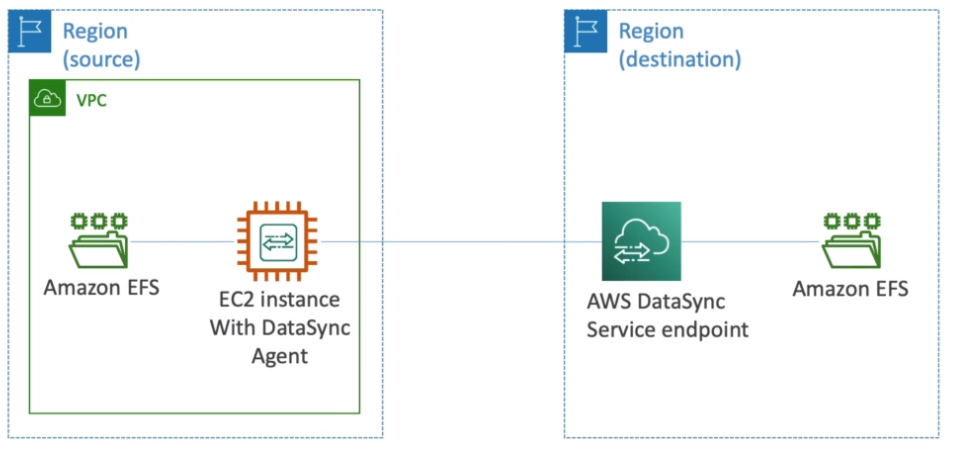 Region
(source)
VPC
Amazon EFS
EC2 instance
With DataSync
Agent
Region
(destination)
AWS DataSync
Service endpoint
Amazon EFS